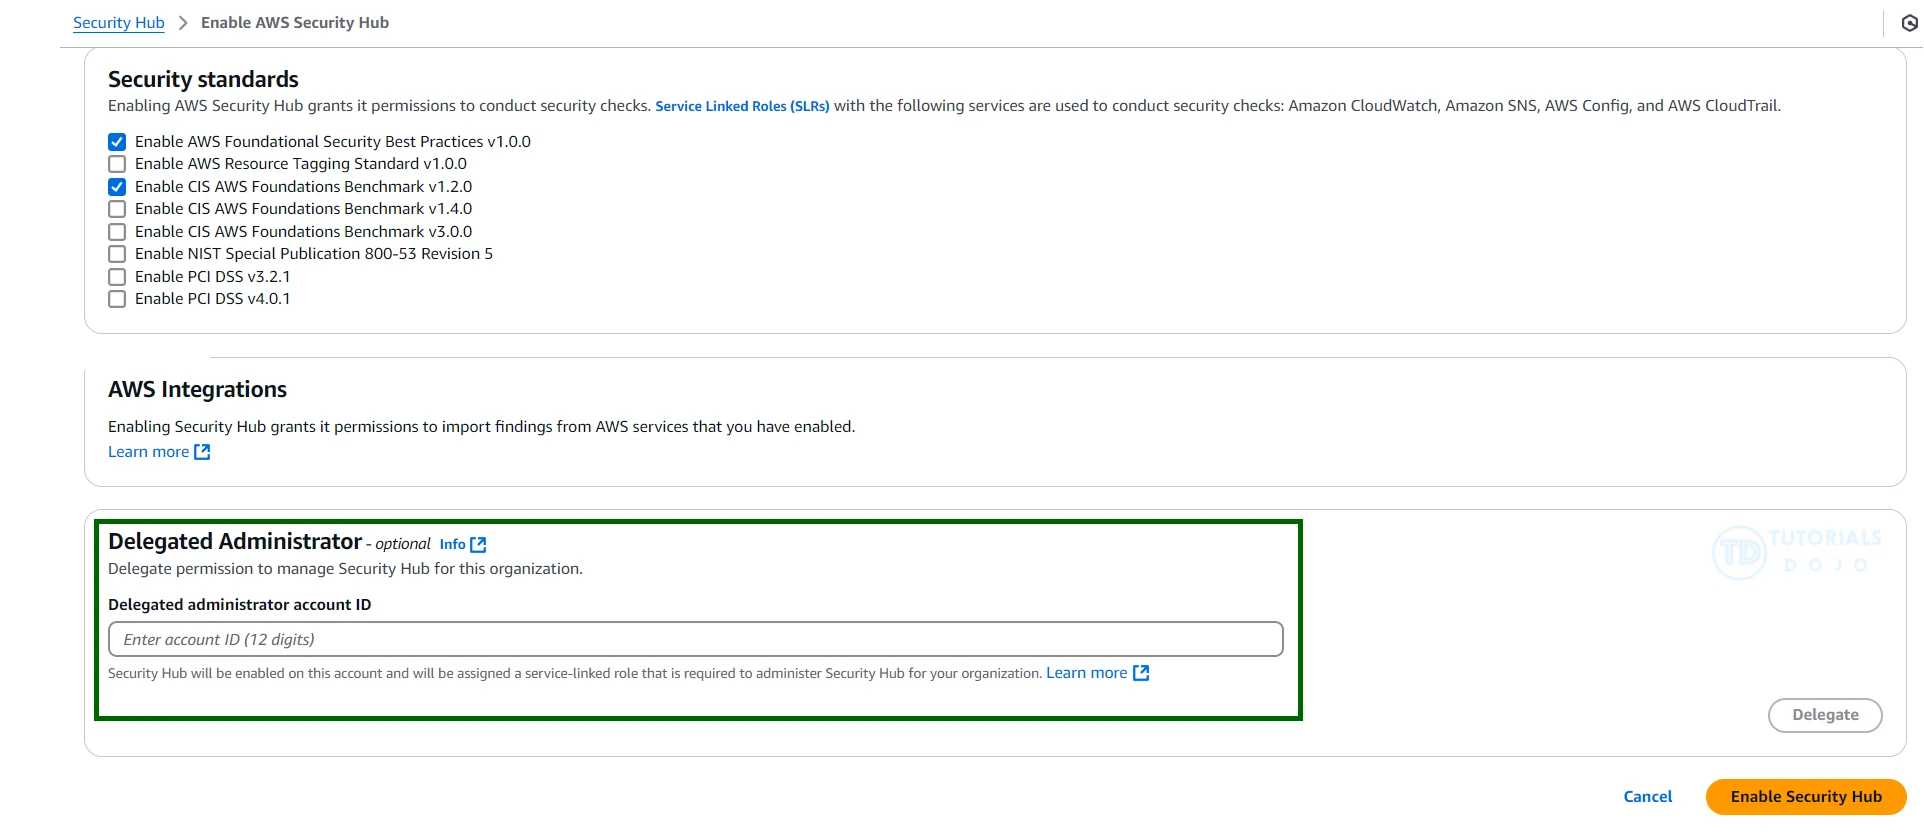 Security Hub > Enable AWS Security Hub
Security standards
Enabling AWS Security Hub grants it permissions to conduct security checks. Service Linked Roles (SLRs) with the following services are used to conduct security checks: Amazon CloudWatch, Amazon SNS, AWS Config, and AWS CloudTrail.
Enable AWS Foundational Security Best Practices v1.0.0
Enable AWS Resource Tagging Standard v1.0.0
Enable CIS AWS Foundations Benchmark v1.2.0
Enable CIS AWS Foundations Benchmark v1.4.0
Enable CIS AWS Foundations Benchmark v3.0.0
Enable NIST Special Publication 800-53 Revision 5
Enable PCI DSS v3.2.1
Enable PCI DSS v4.0.1
AWS Integrations
Enabling Security Hub grants it permissions to import findings from AWS services that you have enabled.
Learn more
Delegated Administrator - optional Info
Delegate permission to manage Security Hub for this organization.
Delegated administrator account ID
Enter account ID (12 digits)
Security Hub will be enabled on this account and will be assigned a service-linked role that is required to administer Security Hub for your organization. Learn more
TD TUTORIALS
DOJO
Delegate
Cancel
Enable Security Hub